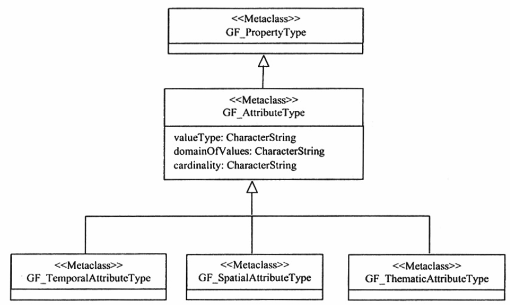 <<Metaclass>>
GF_PropertyType
<<Metaclass>>
GF_AttributeType
valueType: CharacterString
domainOfValues: CharacterString
cardinality: CharacterString
<<Metaclass>>
GF_TemporalAttributeType
<<Metaclass>>
GF_SpatialAttributeType
<<Metaclass>>
GF_ThematicAttributeType